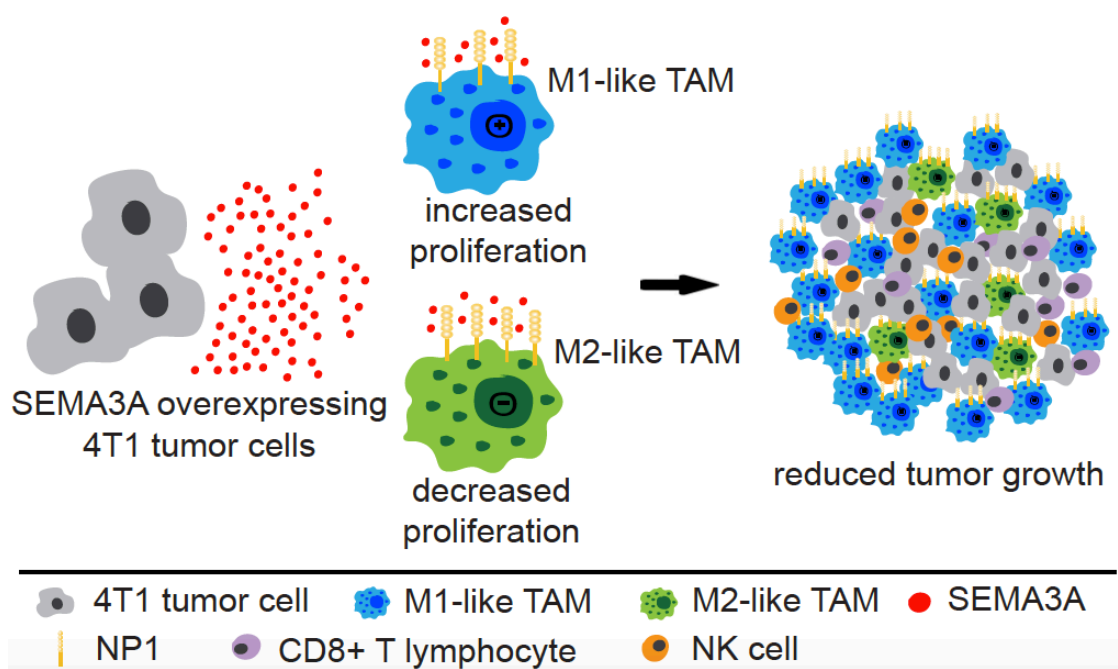 M1-like TAM
increased
proliferation
SEMA3A overexpressing
4T1 tumor cells
M2-like TAM
decreased
proliferation
reduced tumor growth
4T1 tumor cell M1-like TAM M2-like TAM SEMA3A
NP1 CD8+ T lymphocyte NK cell